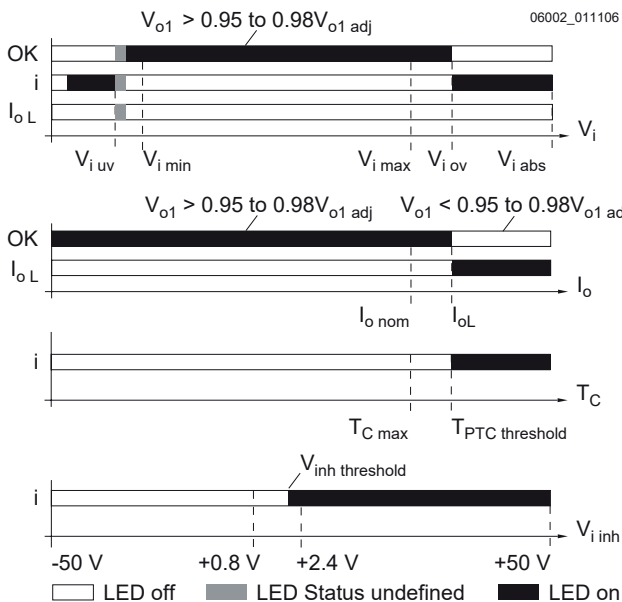 06002_011106
Vo1 > 0.95 to 0.98Vo1 adj
OK
i
Io L
Vi
Vi uv
Vi min
Vi max
Vi ov
Vi abs
Vo1 > 0.95 to 0.98Vo1 adj
Vo1 < 0.95 to 0.98Vo1 ad
OK
Io L
Io
Io nom
IoL
i
TC
TC max
TPTC threshold
Vinh threshold
i
Vi inh
-50 V
+0.8 V
+2.4 V
+50 V
LED off
LED Status undefined
LED on